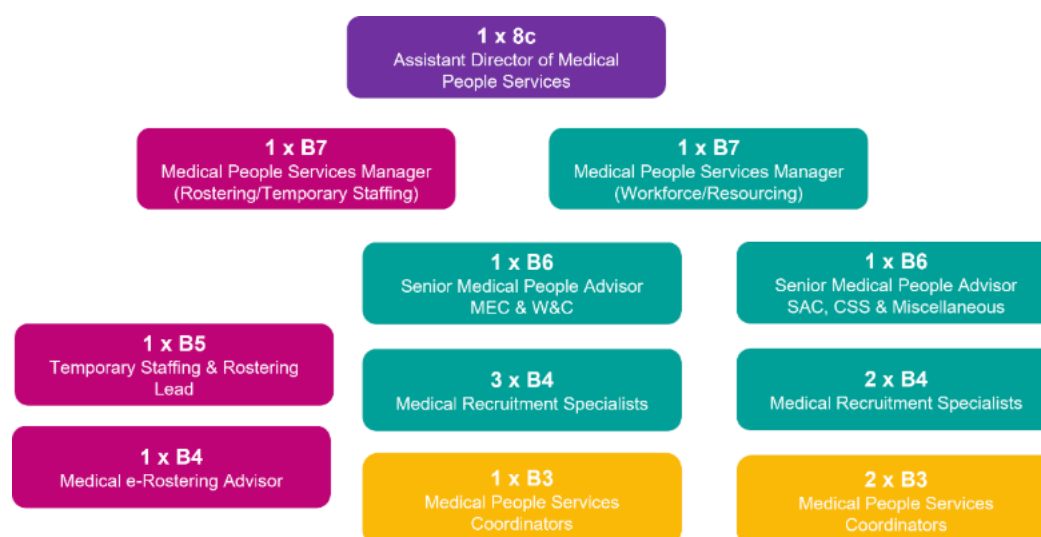 1 x 8c
Assistant Director of Medical
People Services
1 x B7
Medical People Services Manager
(Rostering/Temporary Staffing)
1 x B7
Medical People Services Manager
(Workforce/Resourcing)
1 x B6
Senior Medical People Advisor
MEC & W&C
1 x B6
Senior Medical People Advisor
SAC, CSS & Miscellaneous
1 x B5
Temporary Staffing & Rostering
Lead
3 x B4
Medical Recruitment Specialists
2 x B4
Medical Recruitment Specialists
1 x B4
Medical e-Rostering Advisor
1 x B3
Medical People Services
Coordinators
2 x B3
Medical People Services
Coordinators